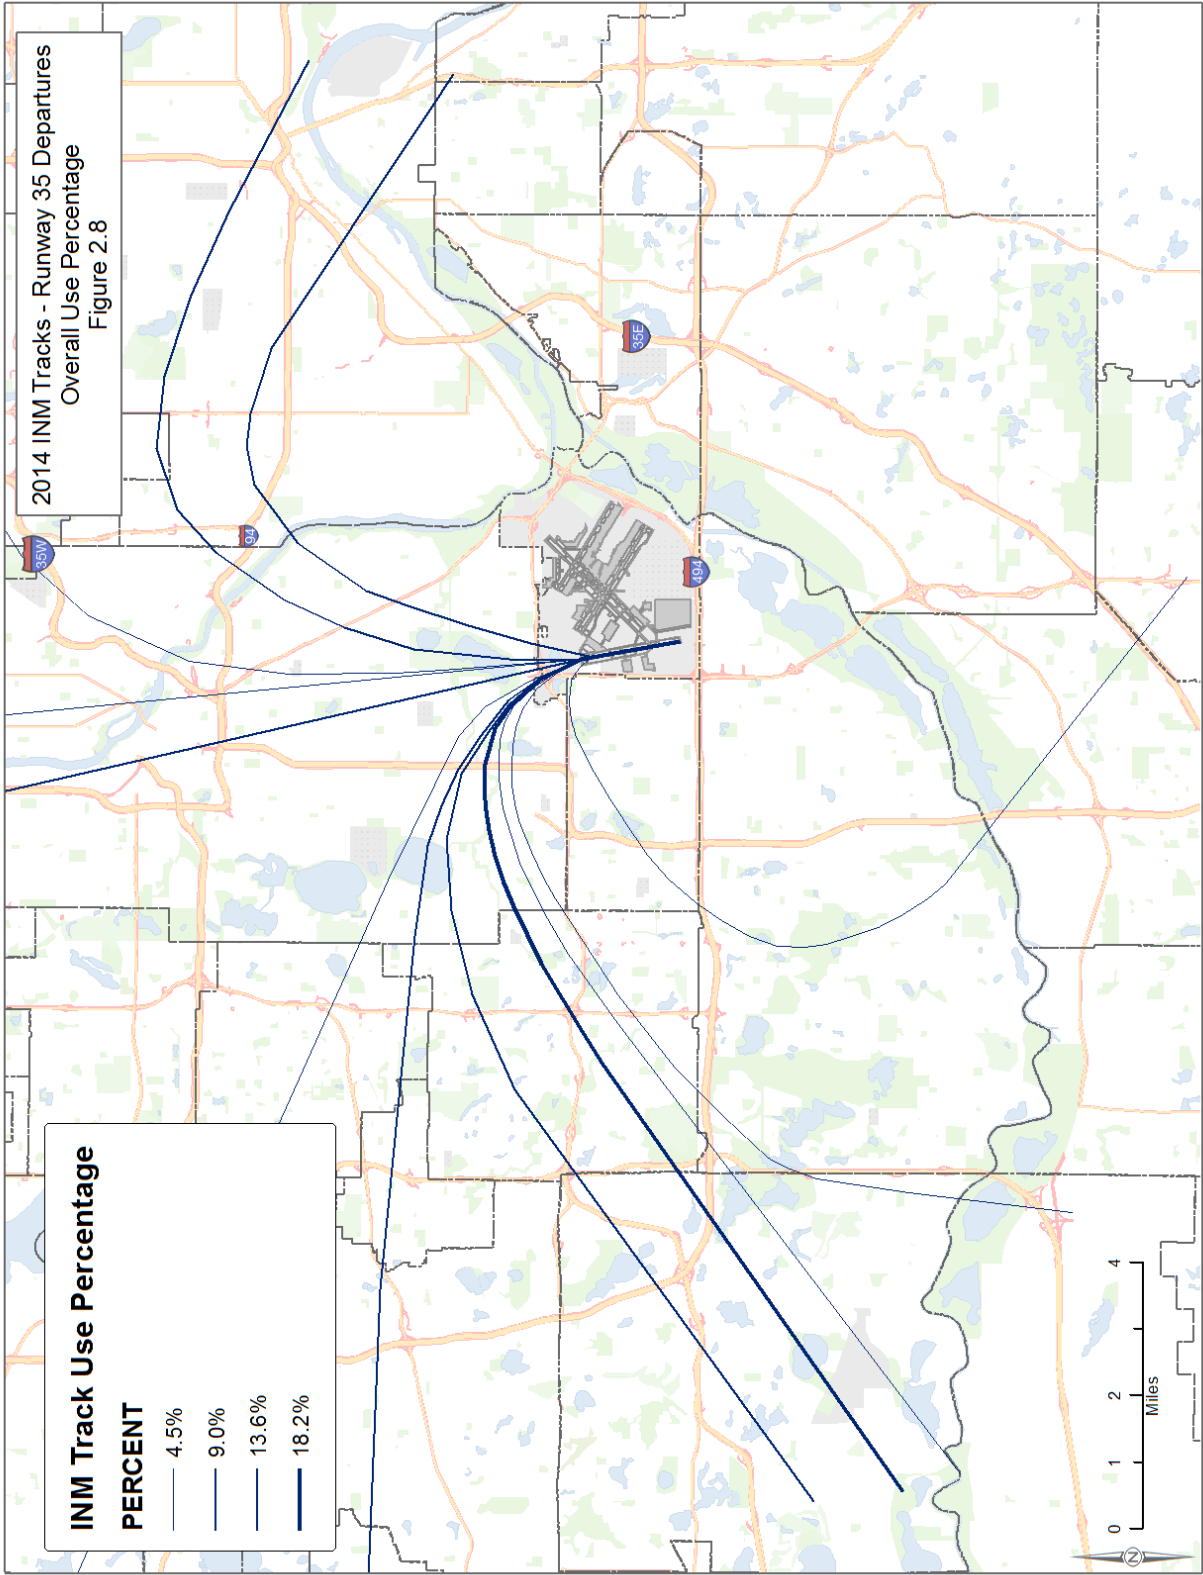 2014 INM Tracks - Runway 35 Departures
Overall Use Percentage
Figure 2.8
35W
94
35E
494
INM Track Use Percentage
PERCENT
4.5%
9.0%
13.6%
18.2%
0 1 2 4
Miles
N